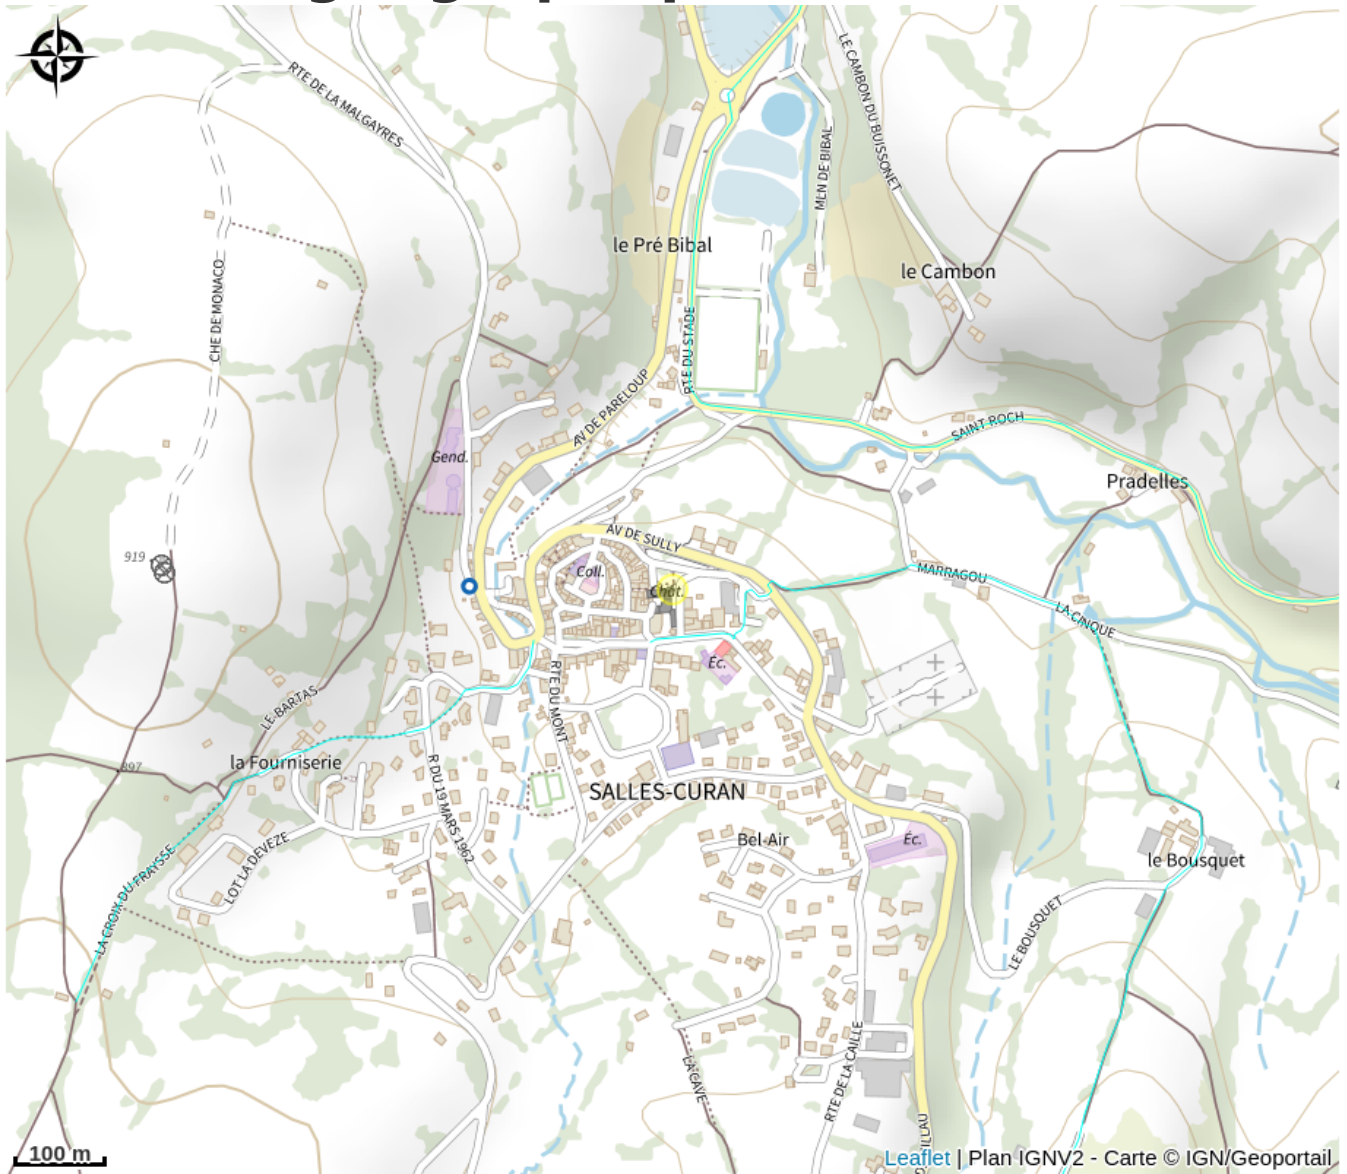 RTE DE LA MALGAYRES
LE CAMBON DU BUISSONET
MLN DE BIBAL
le Pré Bibal
le Cambon
CHE DE MONACO
RTE DU STADE
AV DE PARELOUP
SAINT ROCH
Gend.
Pradelles
AV DE SULLY
919
Coll.
Chât.
MARRAGOU
LA CINQUE
Éc.
RTE DU MONT
LE BARTAS
la Fourniserie
897
R DU 19 MARS 1962
SALLES-CURAN
Bel-Air
Éc.
le Bousquet
LOT LA DEVEZE
LA CROIX DU FRAYSSE
LE BOUSQUET
LA CAVE
RTE DE LA CAILLE
100 m
Leaflet | Plan IGNV2 - Carte © IGN/Geoportail